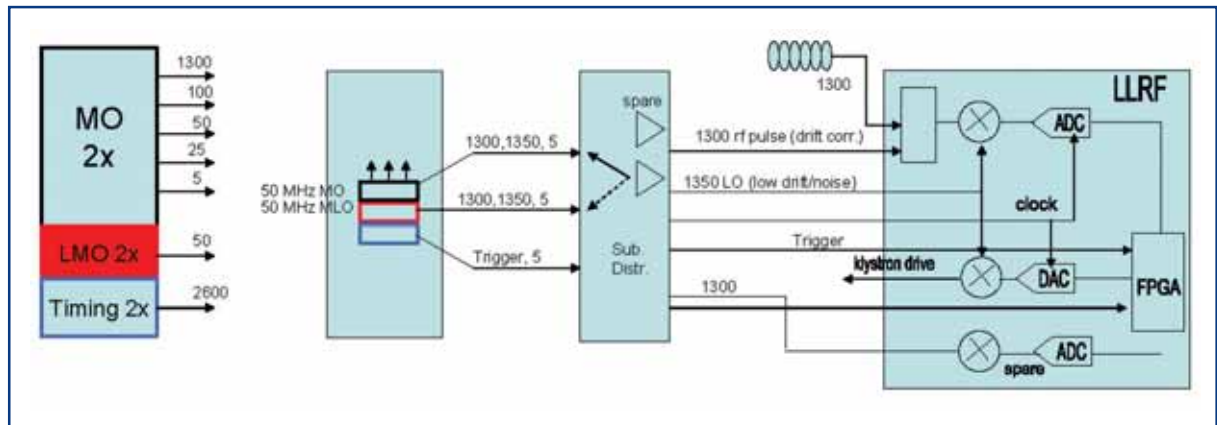 MO
2x
1300
100
50
25
5
LMO 2x
50
Timing 2x
2600
50 MHz MO
50 MHz MLO
1300,1350, 5
1300,1350, 5
Trigger, 5
spare
Sub.
Distr.
1300
1300 rf pulse (drift corr.)
1350 LO (low drift/noise)
clock
Trigger
klystron drive
1300
LLRF
ADC
DAC
FPGA
ADC
spare